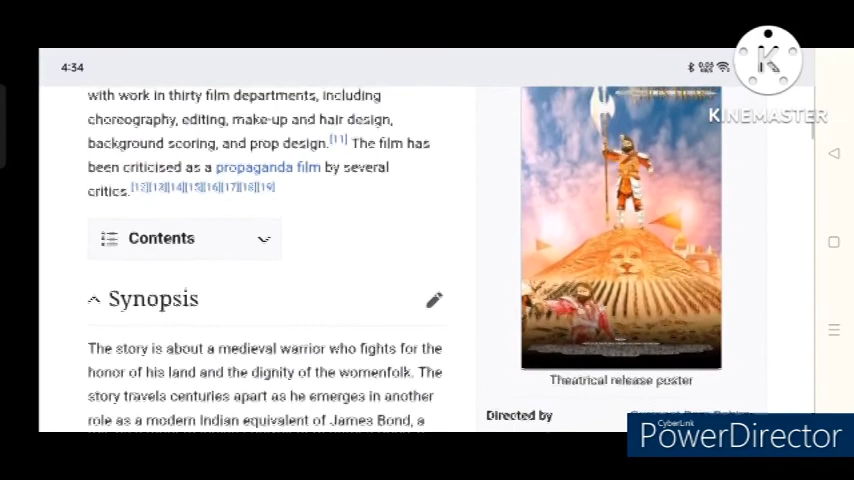 4:34
KINEMASTER
with work in thirty film departments, including
choreography, editing, make-up and hair design,
background scoring, and prop design.[11] The film has
been criticised as a propaganda film by several
critics.[12][13][14][15][16][17][18][19]
Contents
Synopsis
The story is about a medieval warrior who fights for the
honor of his land and the dignity of the womenfolk. The
story travels centuries apart as he emerges in another
role as a modern Indian equivalent of James Bond, a
Theatrical release poster
Directed by
CyberLink
PowerDirector